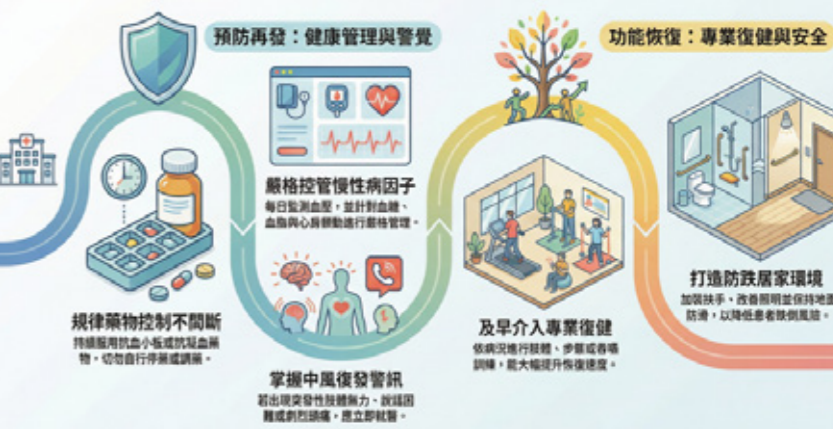 預防再發：健康管理與警覺
規律藥物控制不間斷
持續服用抗血小板或抗凝血藥
物，切勿自行停藥或調藥。
嚴格控管慢性病因子
每日監測血壓，並針對血糖、
血脂與心房顫動進行嚴格管理。
掌握中風復發警訊
若出現突發性肢體無力、說話困
難或劇烈頭痛，應立即就醫。
功能恢復：專業復健與安全
及早介入專業復健
依病況進行肢體、步態或吞嚥
訓練，能大幅提升恢復速度。
打造防跌居家環境
加裝扶手、改善照明並保持地面
防滑，以降低患者跌倒風險。